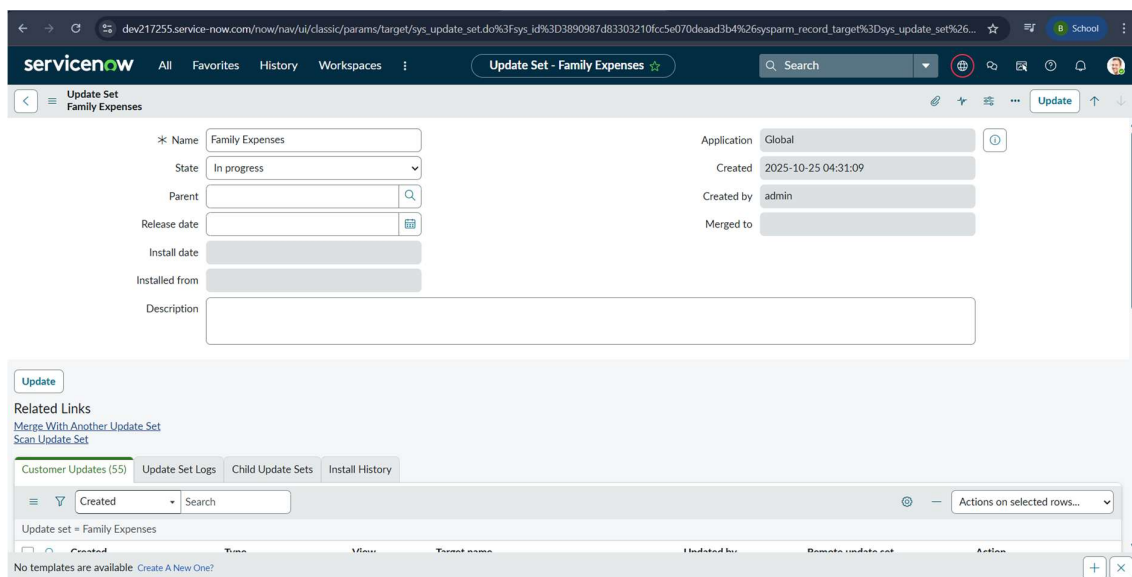 dev217255.service-now.com/now/nav/ui/classic/params/target/sys_update_set.do%3Fsys_id%3D3890987d83303210fcc5e070deaad3b4%26sysparm_record_target%3Dsys_update_set%26...
B School
servicenow All Favorites History Workspaces Update Set - Family Expenses Search
Update Set
Family Expenses
Update
Name Family Expenses Application Global
State In progress Created 2025-10-25 04:31:09
Parent Created by admin
Release date Merged to
Install date
Installed from
Description
Update
Related Links
Merge With Another Update Set
Scan Update Set
Customer Updates (55) Update Set Logs Child Update Sets Install History
Created Search Actions on selected rows...
Update set = Family Expenses
Created Type View Target name Updated by Remote update set Action
No templates are available Create A New One?